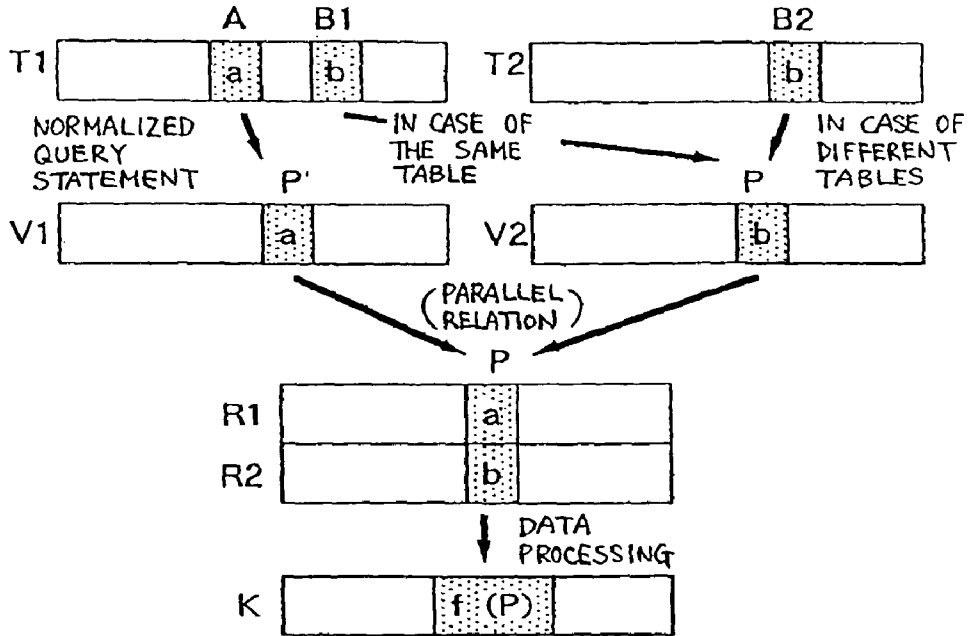 A B1 B2
T1 a b T2 b
NORMALIZED
QUERY
STATEMENT
IN CASE OF
THE SAME
TABLE
IN CASE OF
DIFFERENT
TABLES
P' P
V1 a V2 b
(PARALLEL
RELATION)
P
R1 a
R2 b
DATA
PROCESSING
K f (P)